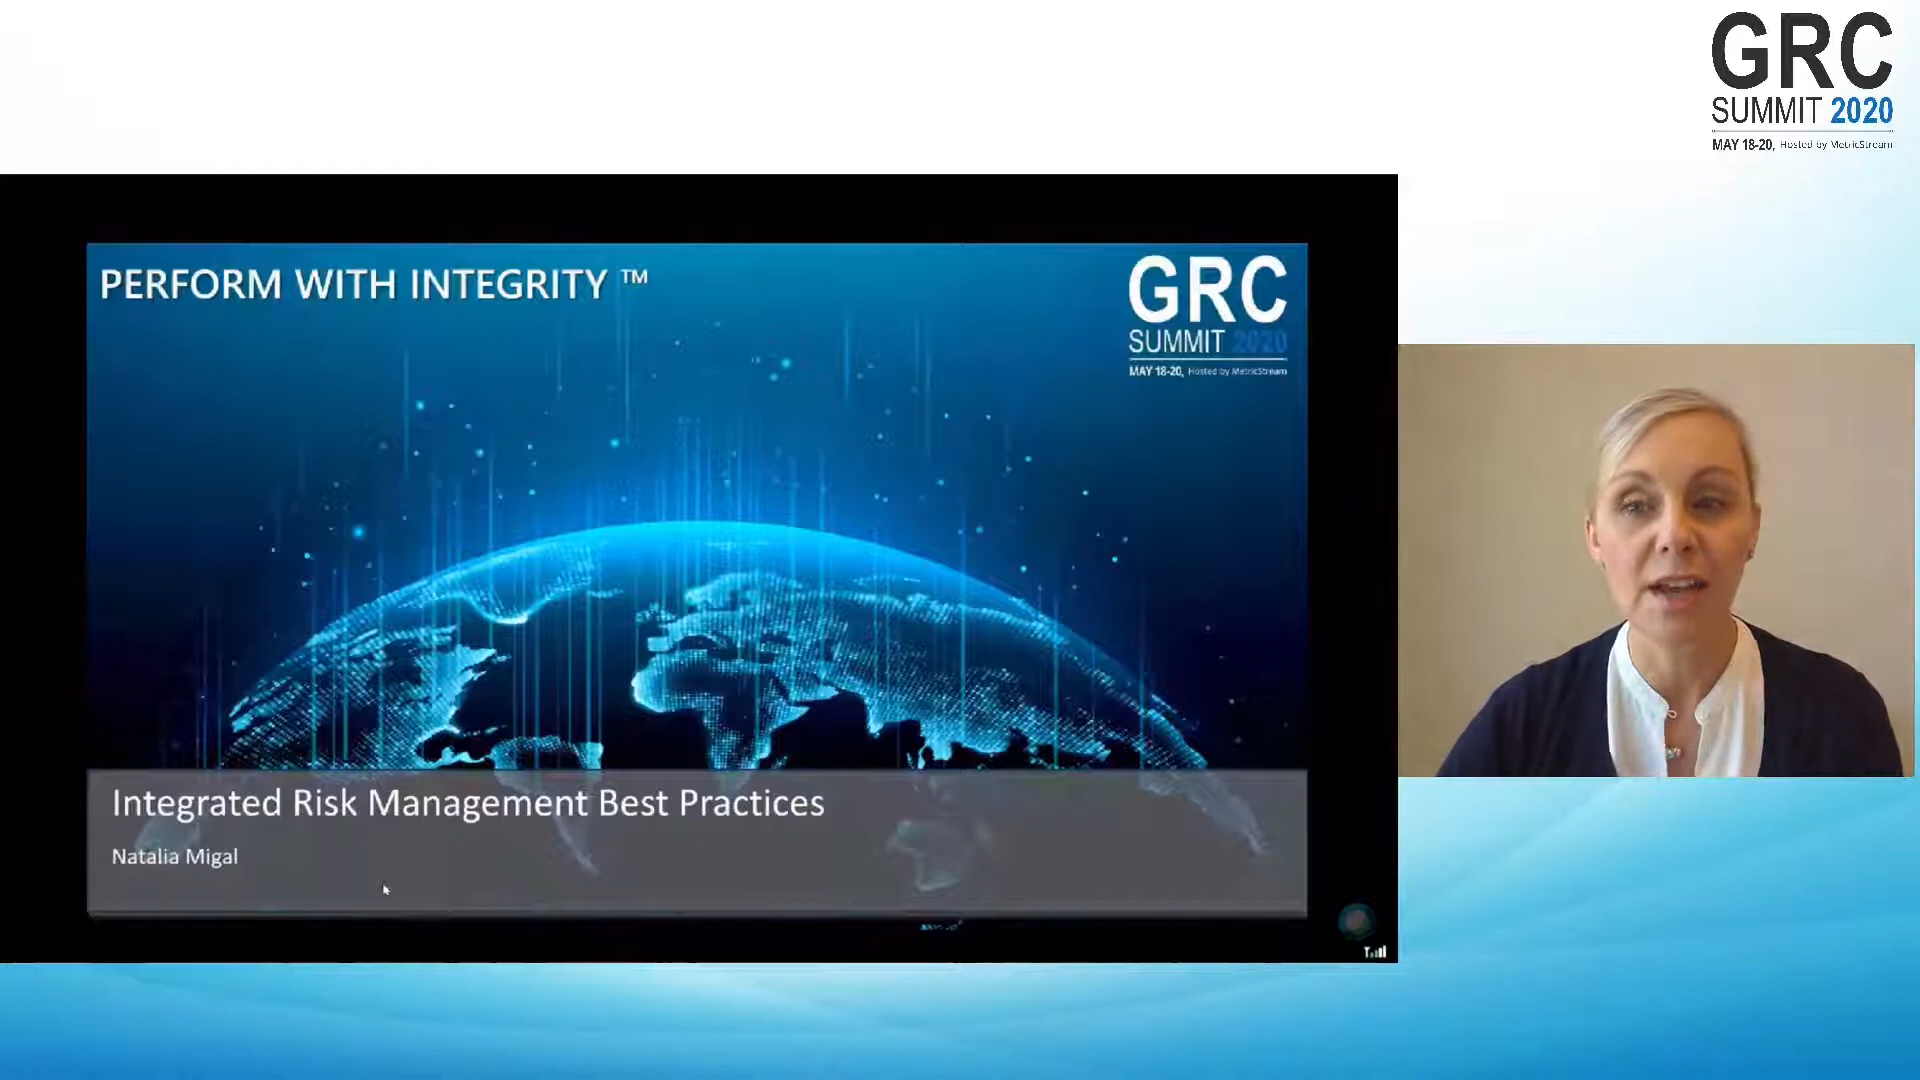 GRC
SUMMIT 2020
MAY 18-20, Hosted by MetricStream
PERFORM WITH INTEGRITY ™
GRC
SUMMIT 2020
MAY 18-20, Hosted by MetricStream
Integrated Risk Management Best Practices
Natalia Migal